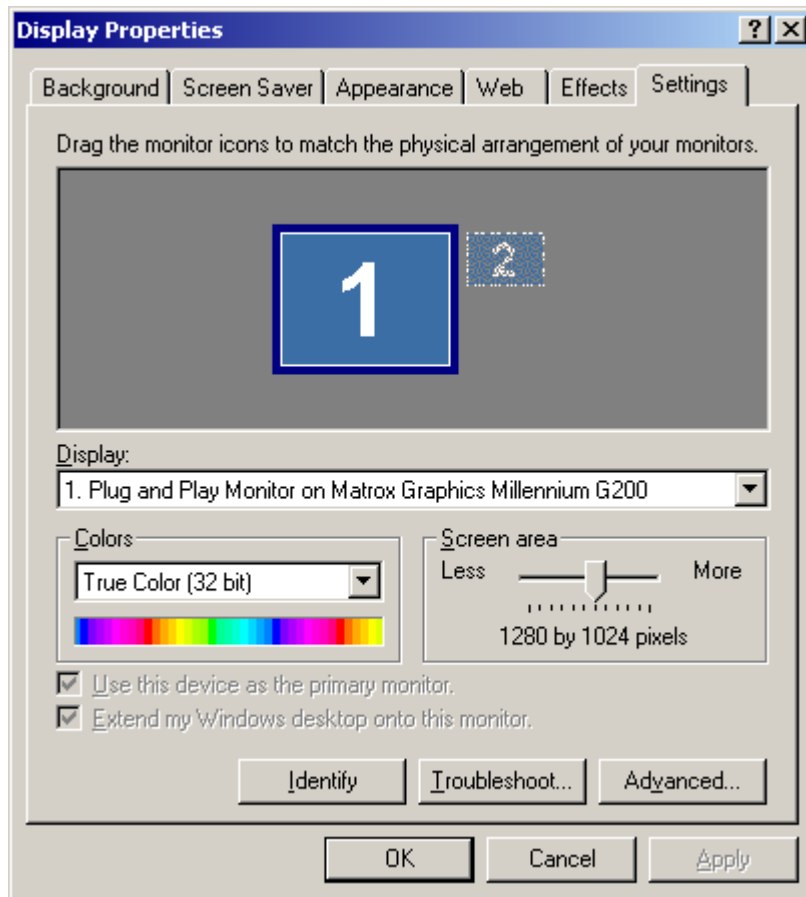 Display Properties
Background Screen Saver Appearance Web Effects Settings
Drag the monitor icons to match the physical arrangement of your monitors.
1 2
Display:
1. Plug and Play Monitor on Matrox Graphics Millennium G200
Colors
True Color (32 bit)
Screen area
Less More
1280 by 1024 pixels
Use this device as the primary monitor.
Extend my Windows desktop onto this monitor.
Identify Troubleshoot... Advanced...
OK Cancel Apply